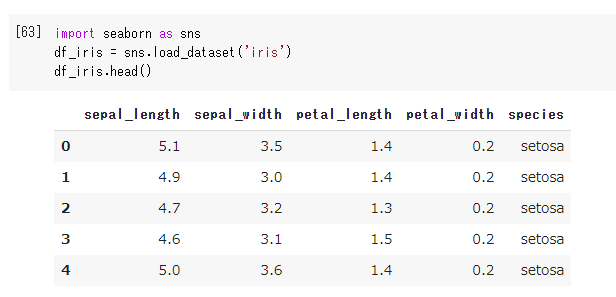 [63] import seaborn as sns
df_iris = sns.load_dataset('iris')
df_iris.head()
sepal_length sepal_width petal_length petal_width species
0 5.1 3.5 1.4 0.2 setosa
1 4.9 3.0 1.4 0.2 setosa
2 4.7 3.2 1.3 0.2 setosa
3 4.6 3.1 1.5 0.2 setosa
4 5.0 3.6 1.4 0.2 setosa